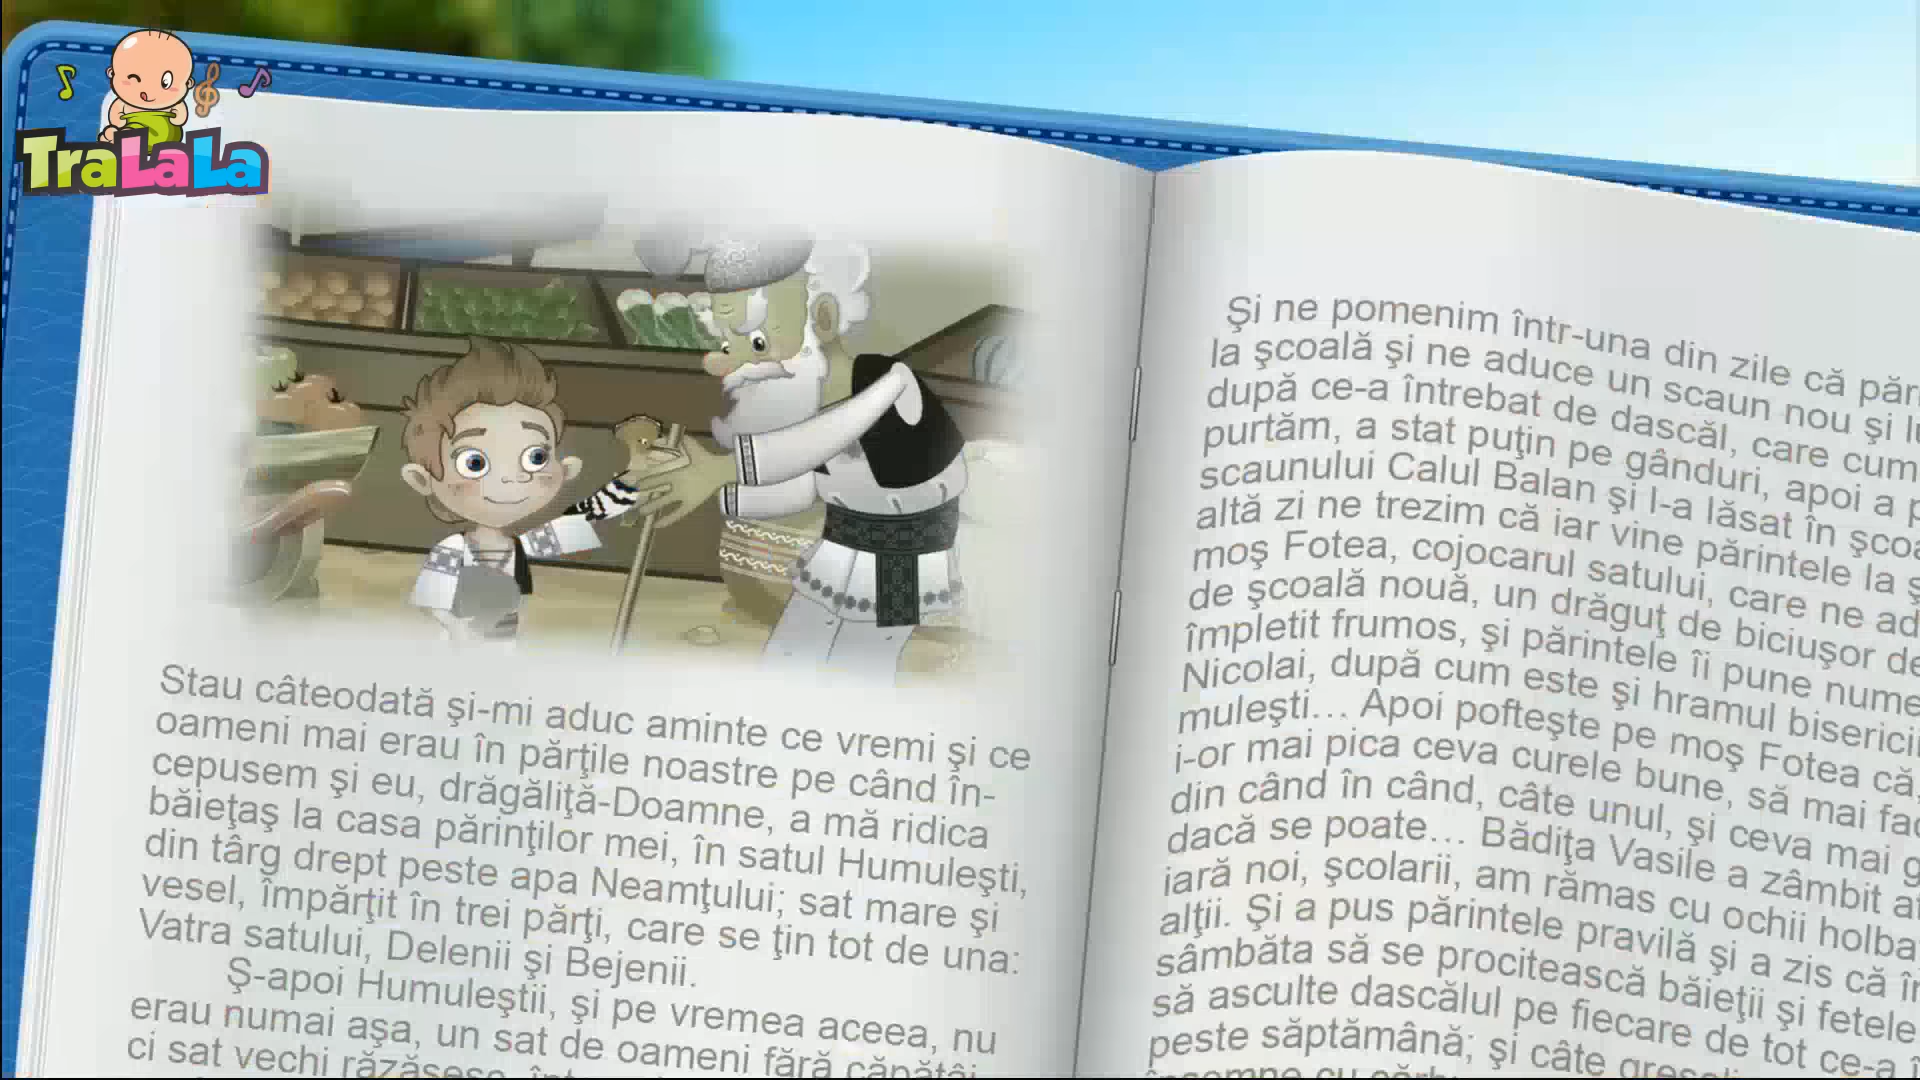 TraLaLa
Stau câteodată şi-mi aduc aminte ce vremi şi ce
oameni mai erau în părţile noastre pe când în-
cepusem şi eu, drăgăliţă-Doamne, a mă ridica
băieţaş la casa părinţilor mei, în satul Humuleşti,
din târg drept peste apa Neamţului; sat mare şi
vesel, împărţit în trei părţi, care se ţin tot de una:
Vatra satului, Delenii şi Bejenii.
Ş-apoi Humuleştii, şi pe vremea aceea, nu
erau numai aşa, un sat de oameni fără căpătâi
ci sat vechi răzăşesc
Şi ne pomenim într-una din zile că
la şcoală şi ne aduce un scaun nou şi
după ce-a întrebat de dascăl, care cum
purtăm, a stat puţin pe gânduri, apoi a
scaunului Calul Balan şi l-a lăsat în
altă zi ne trezim că iar vine părintele la
moş Fotea, cojocarul satului, care ne
de şcoală nouă, un drăguţ de biciuşor
împletit frumos, şi părintele îi pune
Nicolai, după cum este şi hramul
muleşti... Apoi pofteşte pe moş Fotea că,
i-or mai pica ceva curele bune, să mai
din când în când, câte unul, şi ceva mai
dacă se poate... Bădiţa Vasile a zâmbit
iară noi, şcolarii, am rămas cu ochii
alţii. Şi a pus părintele pravilă şi a zis că
sâmbăta să se procitească băieţii şi fetele
să asculte dascălul pe fiecare de tot ce-a
peste săptămână; şi câte